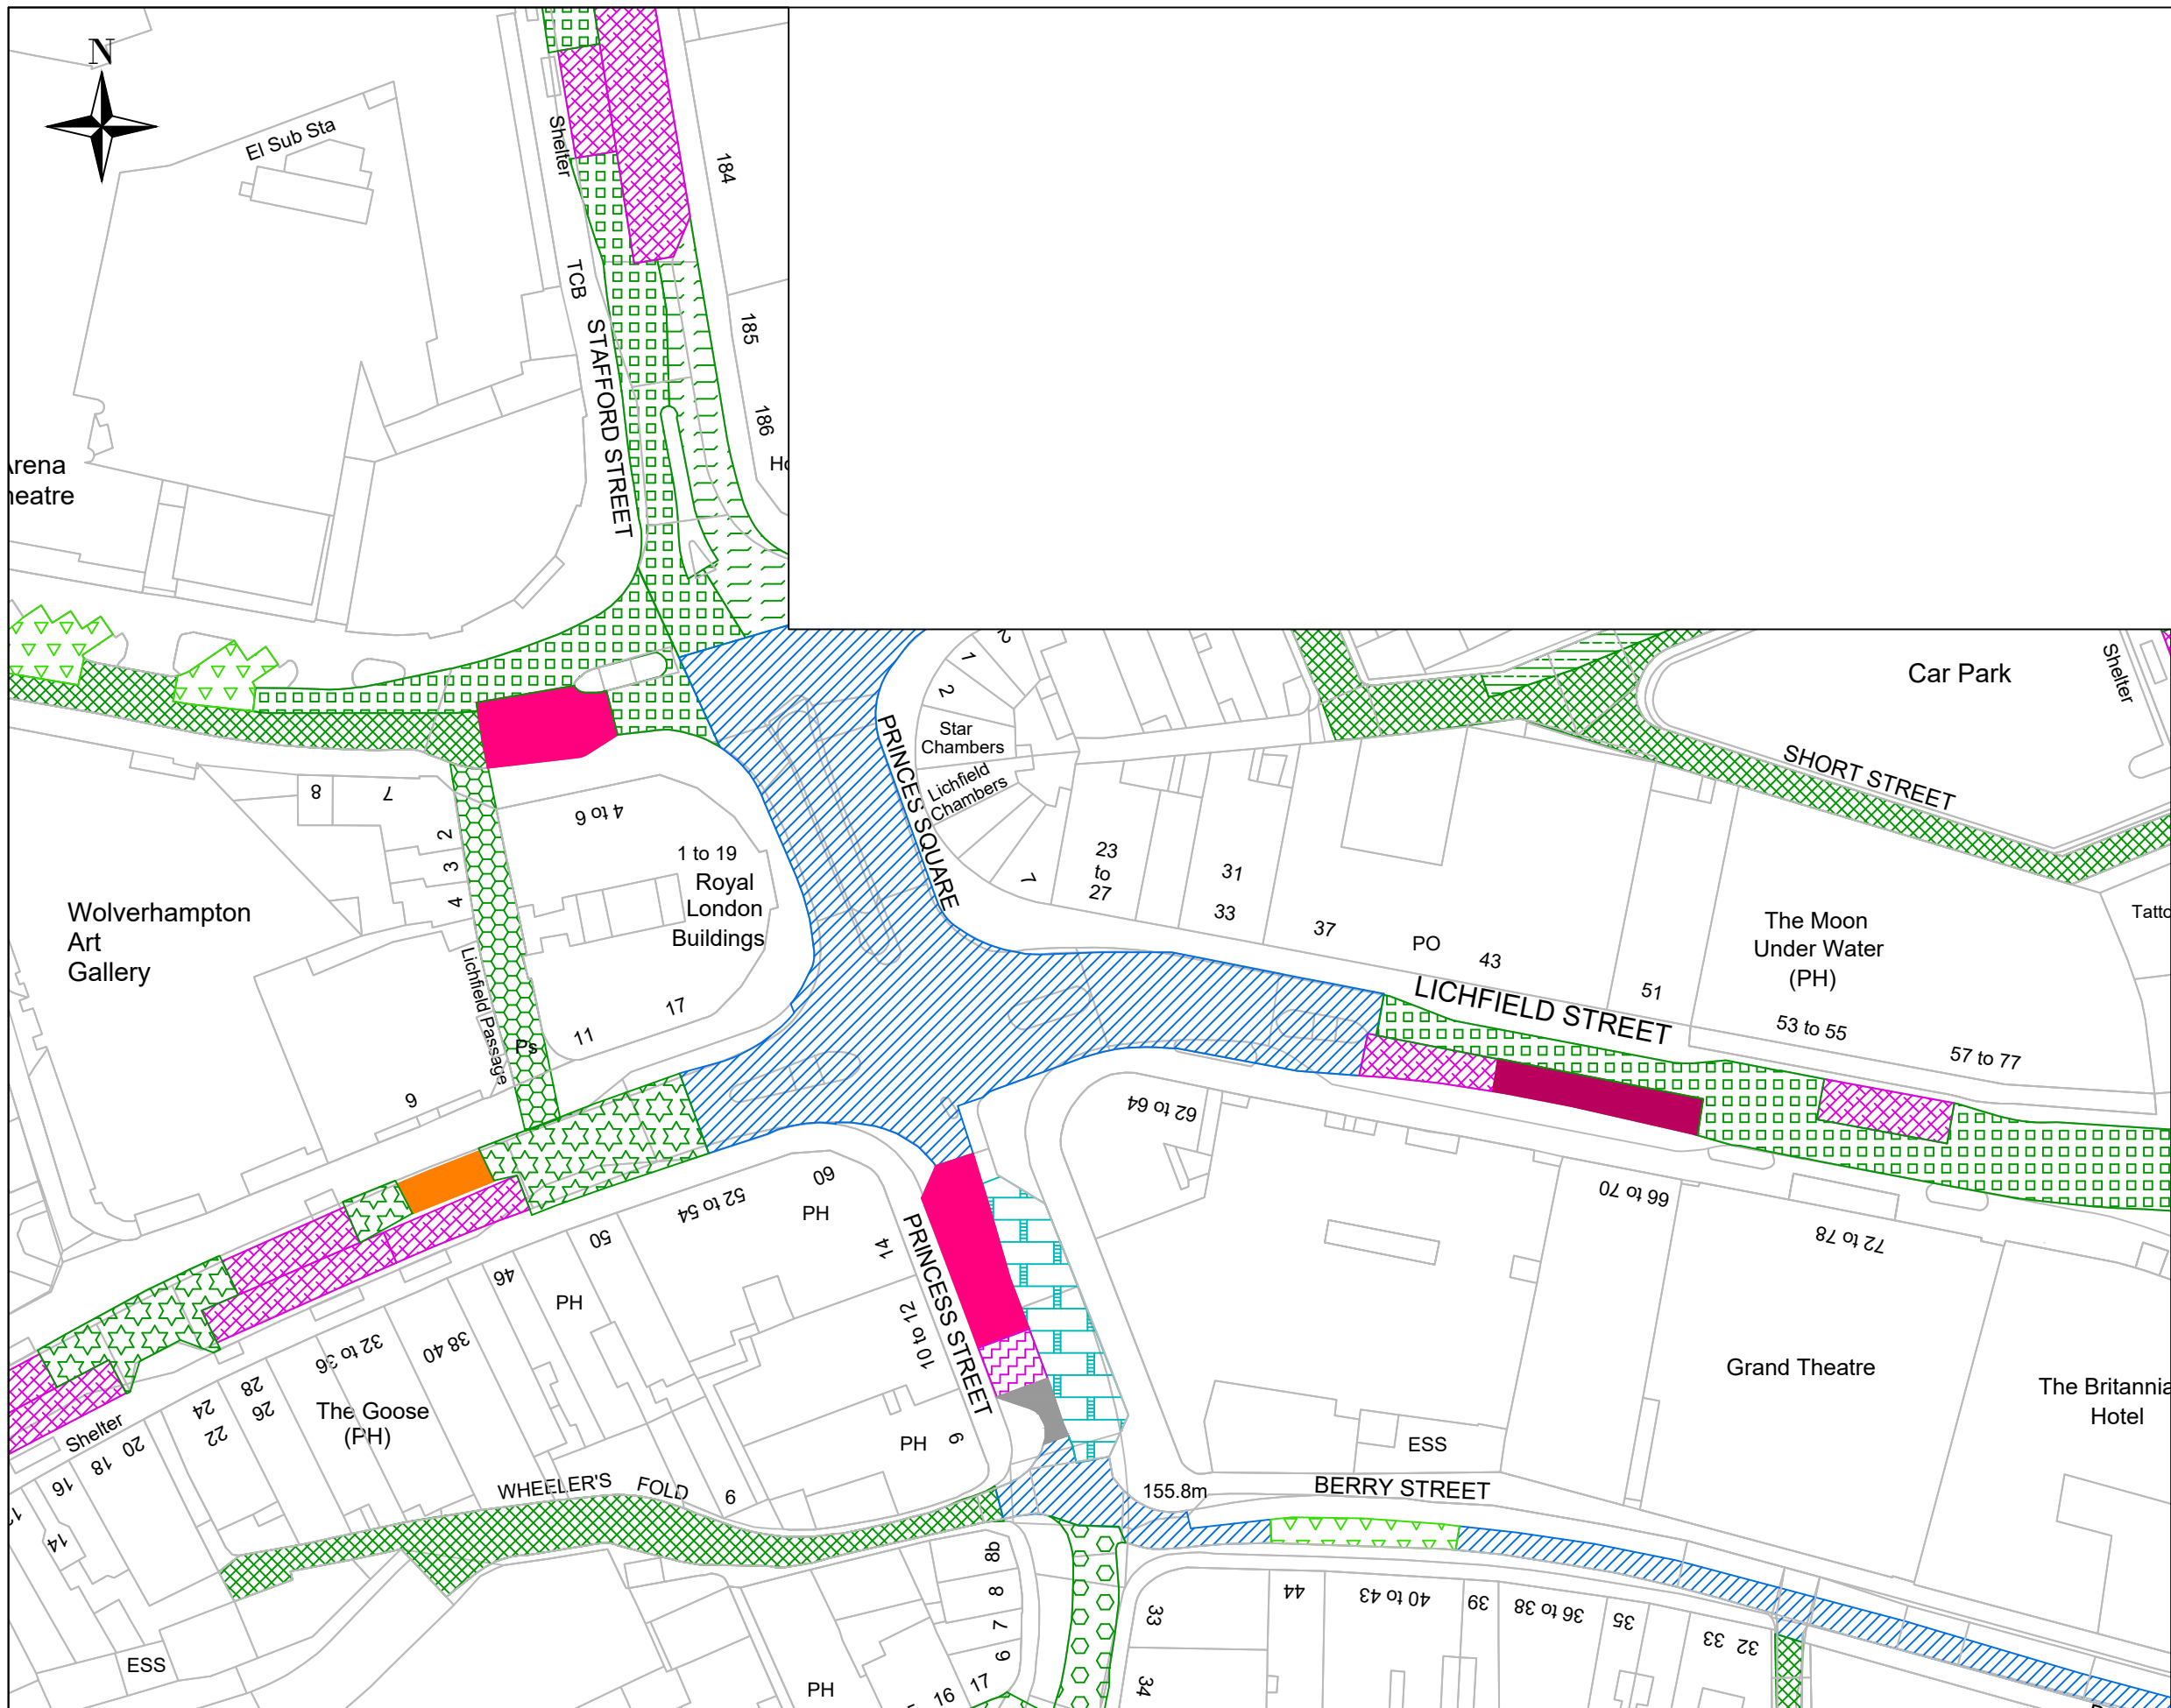 N
El Sub Sta
Shelter
184
TCB
STAFFORD STREET
185
186
Arena
Theatre
Star
Chambers
Lichfield
Chambers
1
2
2
7
PRINCES SQUARE
Car Park
Shelter
SHORT STREET
8
7
2
3
4
4 to 6
1 to 19
Royal
London
Buildings
17
11
Wolverhampton
Art
Gallery
Lichfield Passage
Ps
9
23
to
27
31
33
37
PO
43
51
The Moon
Under Water
(PH)
LICHFIELD STREET
53 to 55
57 to 77
62 to 64
66 to 70
72 to 78
60
PH
52 to 54
50
46
PH
14
PRINCESS STREET
10 to 12
38 40
32 to 36
28
26
24
22
20
18
16
14
Shelter
The Goose
(PH)
PH
9
WHEELER'S FOLD
6
Grand Theatre
The Britannia
Hotel
ESS
155.8m
BERRY STREET
8b
8
7
9
17
16
PH
ESS
33
34
44
40 to 43
39
36 to 38
35
33
32